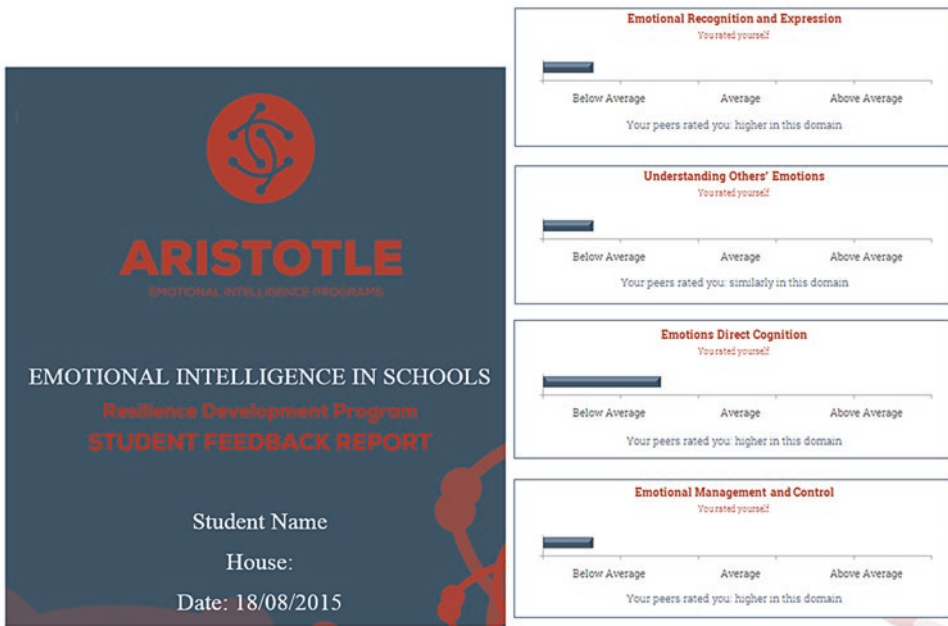 ARISTOTLE
EMOTIONAL INTELLIGENCE PROGRAMS
EMOTIONAL INTELLIGENCE IN SCHOOLS
Resilience Development Program
STUDENT FEEDBACK REPORT
Student Name
House:
Date: 18/08/2015
Emotional Recognition and Expression
You rated yourself
Below Average Average Above Average
Your peers rated you: higher in this domain
Understanding Others' Emotions
You rated yourself
Below Average Average Above Average
Your peers rated you: similarly in this domain
Emotions Direct Cognition
You rated yourself
Below Average Average Above Average
Your peers rated you: higher in this domain
Emotional Management and Control
You rated yourself
Below Average Average Above Average
Your peers rated you: higher in this domain